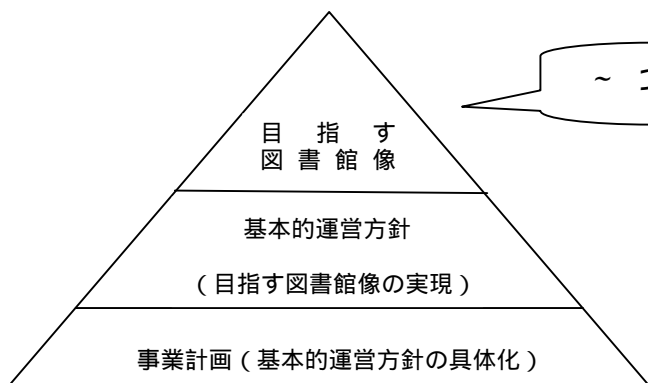 目指す
図書館像
基本的運営方針
(目指す図書館像の実現)
事業計画(基本的運営方針の具体化)
~